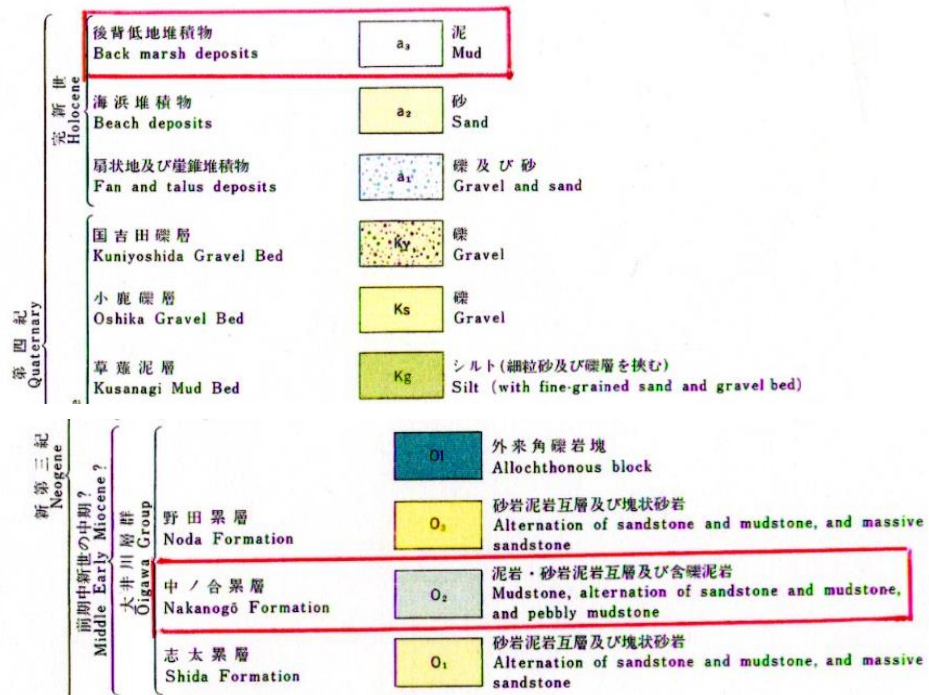 第四紀
Quaternary
完新世
Holocene
後背低地堆積物
Back marsh deposits
a₃
泥
Mud
海浜堆積物
Beach deposits
a₂
砂
Sand
扇状地及び崖錐堆積物
Fan and talus deposits
a₁
礫及び砂
Gravel and sand
国吉田礫層
Kuniyoshida Gravel Bed
Ky
礫
Gravel
小鹿礫層
Oshika Gravel Bed
Ks
礫
Gravel
草薙泥層
Kusanagi Mud Bed
Kg
シルト(細粒砂及び礫層を挟む)
Silt (with fine-grained sand and gravel bed)
新第三紀
Neogene
前期中新世の中期?
Middle Early Miocene?
大井川層群
Ōigawa Group
Ol
外来角礫岩塊
Allochthonous block
野田累層
Noda Formation
O₃
砂岩泥岩互層及び塊状砂岩
Alternation of sandstone and mudstone, and massive
sandstone
中ノ合累層
Nakanogō Formation
O₂
泥岩・砂岩泥岩互層及び含礫泥岩
Mudstone, alternation of sandstone and mudstone,
and pebbly mudstone
志太累層
Shida Formation
O₁
砂岩泥岩互層及び塊状砂岩
Alternation of sandstone and mudstone, and massive
sandstone